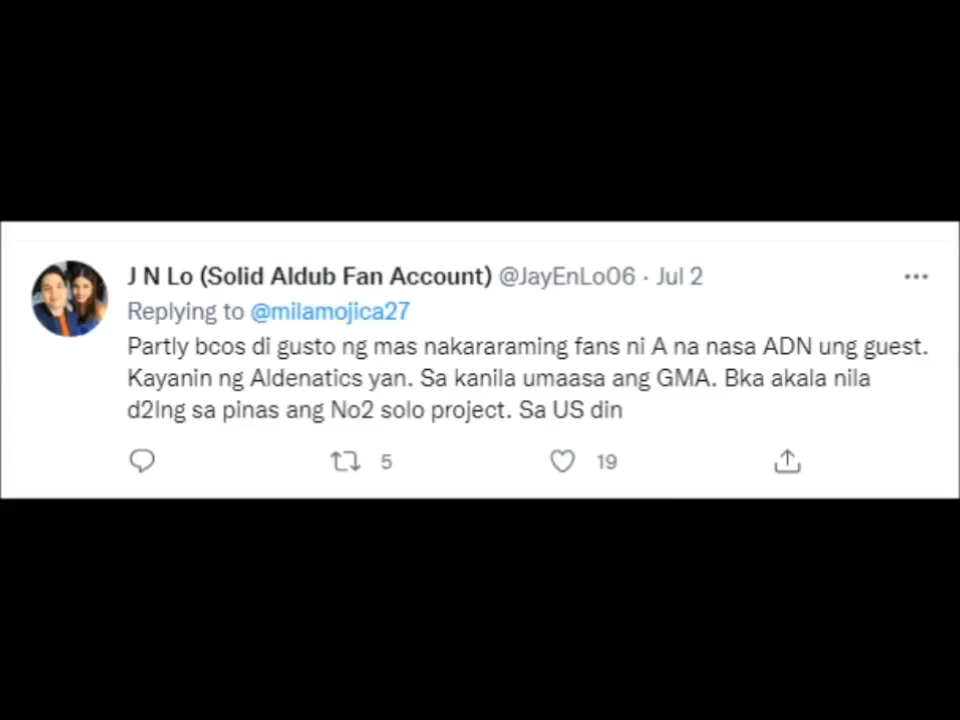 J N Lo (Solid Aldub Fan Account) @JayEnLo06 · Jul 2
Replying to @milamojica27
Partly bcos di gusto ng mas nakararaming fans ni A na nasa ADN ung guest.
Kayanin ng Aldenatics yan. Sa kanila umaasa ang GMA. Bka akala nila
d2lng sa pinas ang No2 solo project. Sa US din
5 19